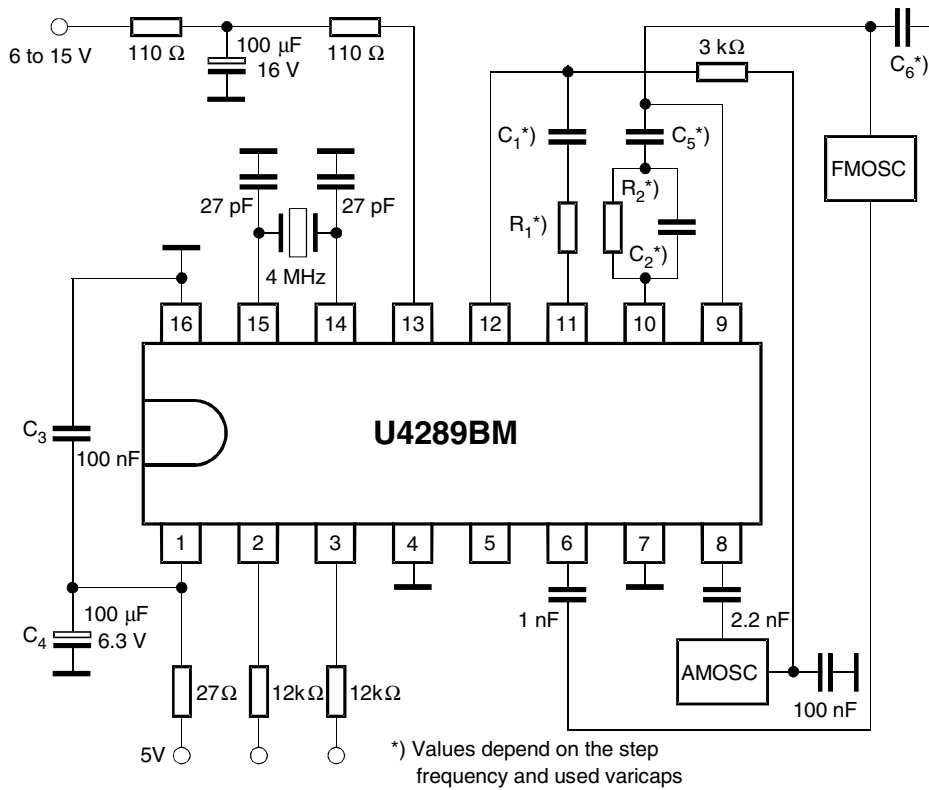 6 to 15 V
110 Ω
100 μF
16 V
110 Ω
3 kΩ
C6*)
C1*)
C5*)
FMOSC
27 pF
27 pF
R2*)
R1*)
C2*)
4 MHz
16
15
14
13
12
11
10
9
U4289BM
C3
100 nF
1
2
3
4
5
6
7
8
100 μF
6.3 V
C4
1 nF
2.2 nF
27Ω
12kΩ
12kΩ
AMOSC
100 nF
5V
*) Values depend on the step
frequency and used varicaps